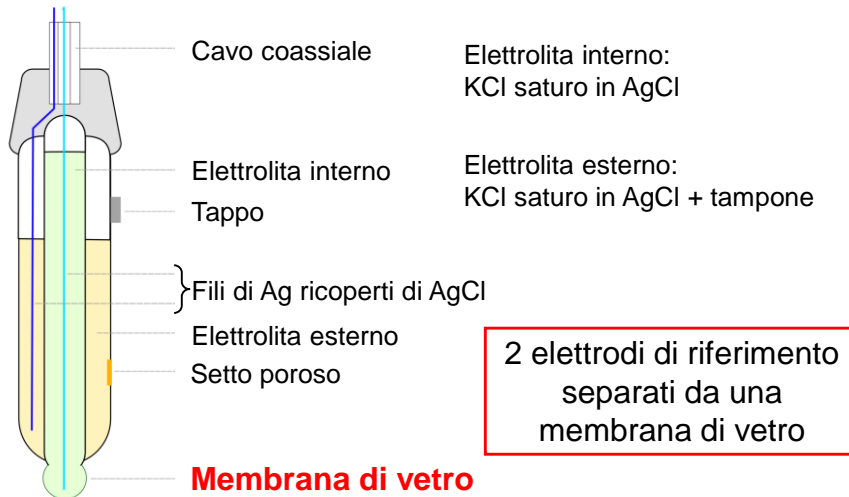 Cavo coassiale
Elettrolita interno:
KCl saturo in AgCl
Elettrolita interno
Tappo
Elettrolita esterno:
KCl saturo in AgCl + tampone
Fili di Ag ricoperti di AgCl
Elettrolita esterno
Setto poroso
2 elettrodi di riferimento
separati da una
membrana di vetro
Membrana di vetro